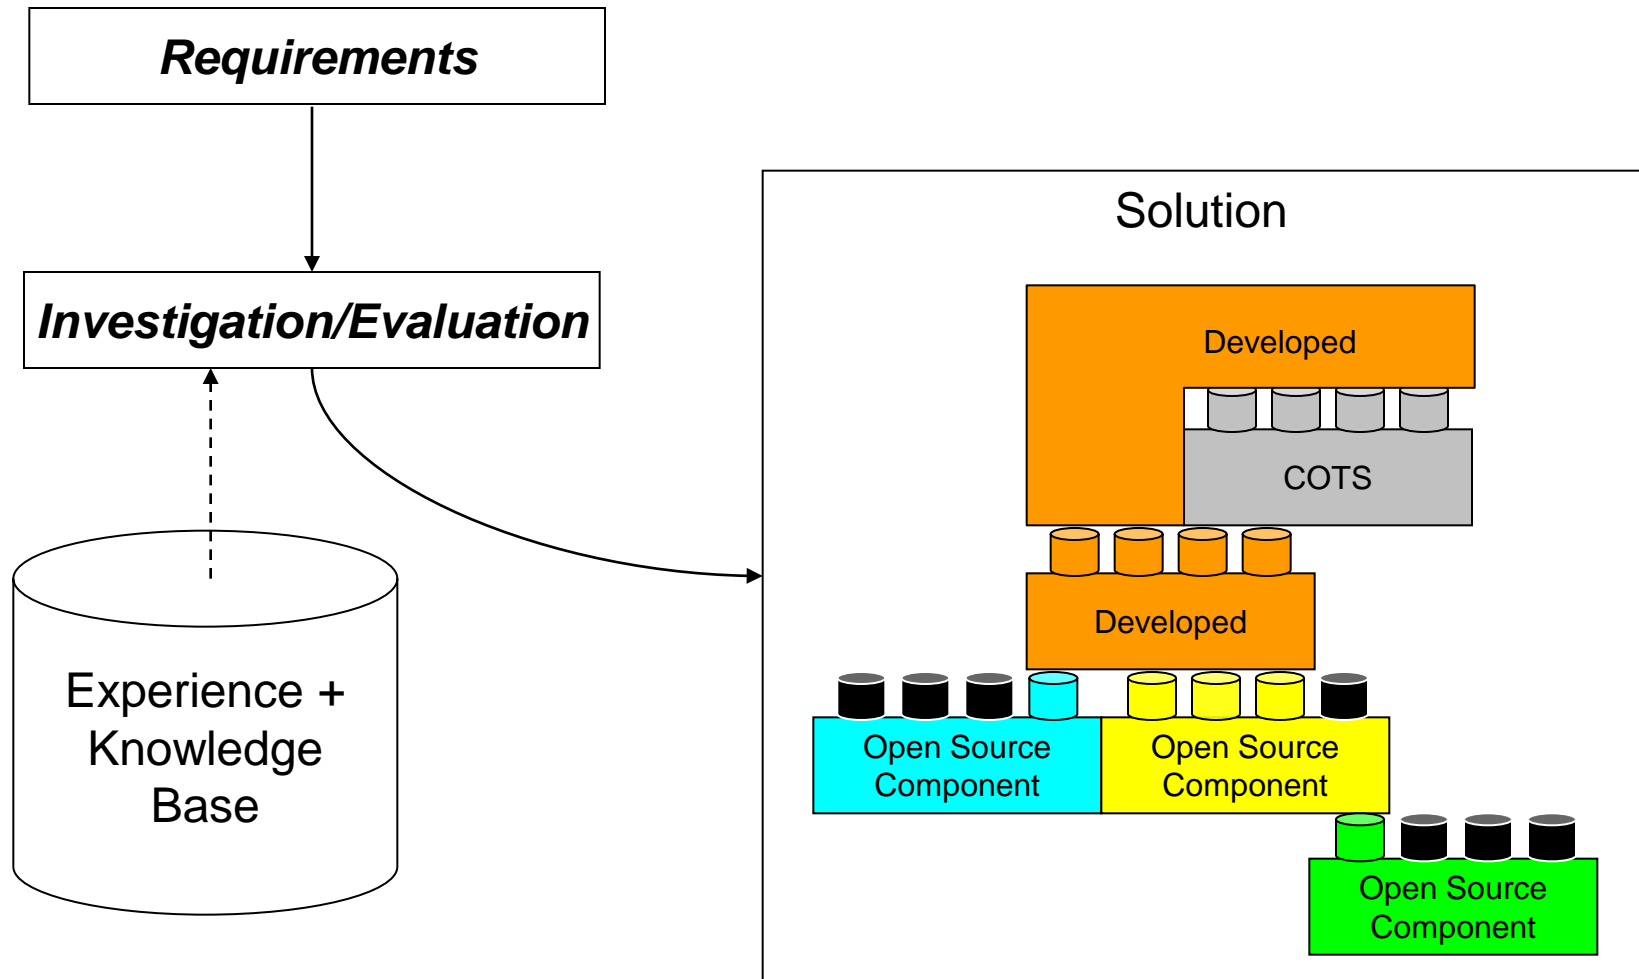 Requirements
Investigation/Evaluation
Experience +
Knowledge
Base
Solution
Developed
COTS
Developed
Open Source
Component
Open Source
Component
Open Source
Component